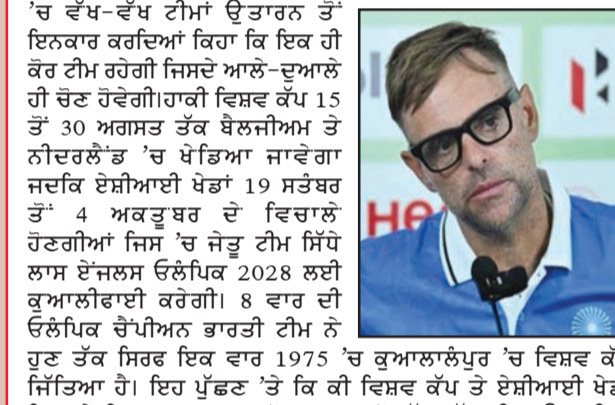 'ਚ ਵੱਖ-ਵੱਖ ਟੀਮਾਂ ਉਤਾਰਨ ਤੋਂ
ਇਨਕਾਰ ਕਰਦਿਆਂ ਕਿਹਾ ਕਿ ਇਕ ਹੀ
ਕੋਰ ਟੀਮ ਰਹੇਗੀ ਜਿਸਦੇ ਆਲੇ-ਦੁਆਲੇ
ਹੀ ਚੋਣ ਹੋਵੇਗੀ।ਹਾਕੀ ਵਿਸ਼ਵ ਕੱਪ 15
ਤੋਂ 30 ਅਗਸਤ ਤੱਕ ਬੈਲਜੀਅਮ ਤੇ
ਨੀਦਰਲੈਂਡ 'ਚ ਖੇਡਿਆ ਜਾਵੇਗਾ
ਜਦਕਿ ਏਸ਼ੀਆਈ ਖੇਡਾਂ 19 ਸਤੰਬਰ
ਤੋਂ 4 ਅਕਤੂਬਰ ਦੇ ਵਿਚਾਲੇ
ਹੋਣਗੀਆਂ ਜਿਸ 'ਚ ਜੇਤੂ ਟੀਮ ਸਿੱਧੇ
ਲਾਸ ਏਂਜਲਸ ਓਲੰਪਿਕ 2028 ਲਈ
ਕੁਆਲੀਫਾਈ ਕਰੇਗੀ। 8 ਵਾਰ ਦੀ
ਓਲੰਪਿਕ ਚੈਂਪੀਅਨ ਭਾਰਤੀ ਟੀਮ ਨੇ
ਹੁਣ ਤੱਕ ਸਿਰਫ ਇਕ ਵਾਰ 1975 'ਚ ਕੁਆਲਾਲੰਪੁਰ 'ਚ ਵਿਸ਼ਵ
ਜਿੱਤਿਆ ਹੈ। ਇਹ ਪੁੱਛਣ 'ਤੇ ਕਿ ਕੀ ਵਿਸ਼ਵ ਕੱਪ ਤੇ ਏਸ਼ੀਆਈ